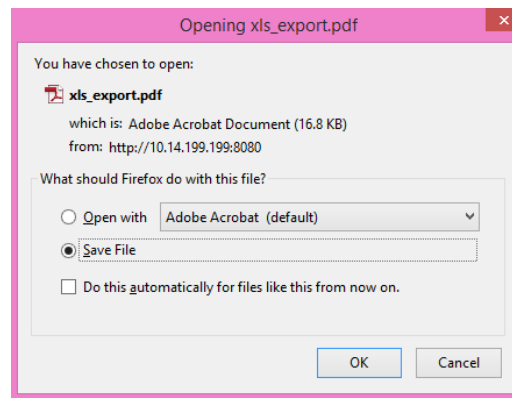 Opening xls_export.pdf
You have chosen to open:
xls_export.pdf
which is: Adobe Acrobat Document (16.8 KB)
from: http://10.14.199.199:8080
What should Firefox do with this file?
Open with Adobe Acrobat (default)
Save File
Do this automatically for files like this from now on.
OK Cancel